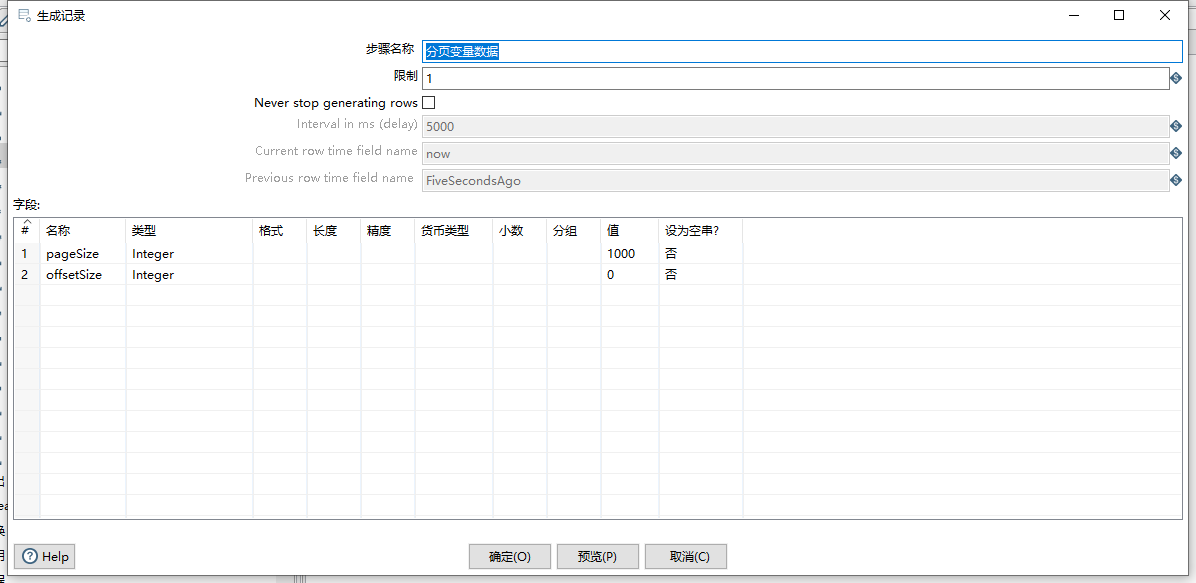 生成记录
步骤名称 分页变量数据
限制 1
Never stop generating rows
Interval in ms (delay) 5000
Current row time field name now
Previous row time field name FiveSecondsAgo
字段:
# 名称 类型 格式 长度 精度 货币类型 小数 分组 值 设为空串?
1 pageSize Integer 1000 否
2 offsetSize Integer 0 否
Help 确定(O) 预览(P) 取消(C)